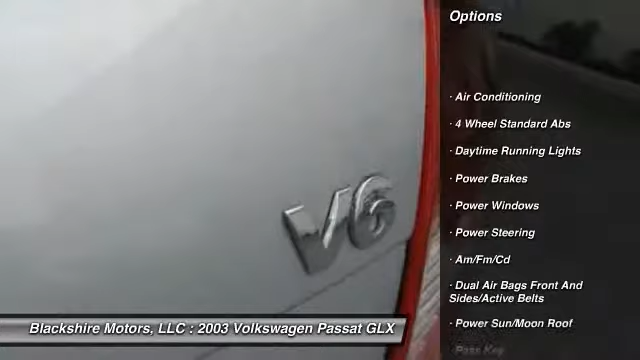 Options
· Air Conditioning
· 4 Wheel Standard Abs
· Daytime Running Lights
· Power Brakes
· Power Windows
· Power Steering
· Am/Fm/Cd
· Dual Air Bags Front And
Sides/Active Belts
· Power Sun/Moon Roof
· Pass Key
V6
Blackshire Motors, LLC : 2003 Volkswagen Passat GLX